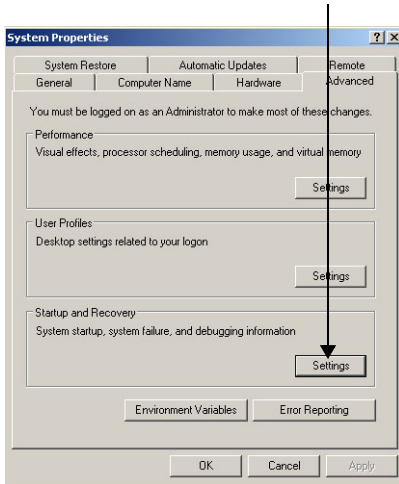 System Properties
System Restore Automatic Updates Remote
General Computer Name Hardware Advanced
You must be logged on as an Administrator to make most of these changes.
Performance
Visual effects, processor scheduling, memory usage, and virtual memory
Settings
User Profiles
Desktop settings related to your logon
Settings
Startup and Recovery
System startup, system failure, and debugging information
Settings
Environment Variables Error Reporting
OK Cancel Apply